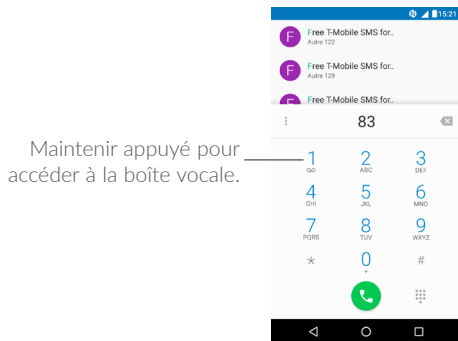 15:21
F
Free T-Mobile SMS for..
Autre 122
F
Free T-Mobile SMS for..
Autre 129
F
Free T-Mobile SMS for..
83
Maintenir appuyé pour
accéder à la boîte vocale.
1 2 3
ABC DEF
4 5 6
GHI JKL MNO
7 8 9
PQRS TUV WXYZ
* 0 #
+